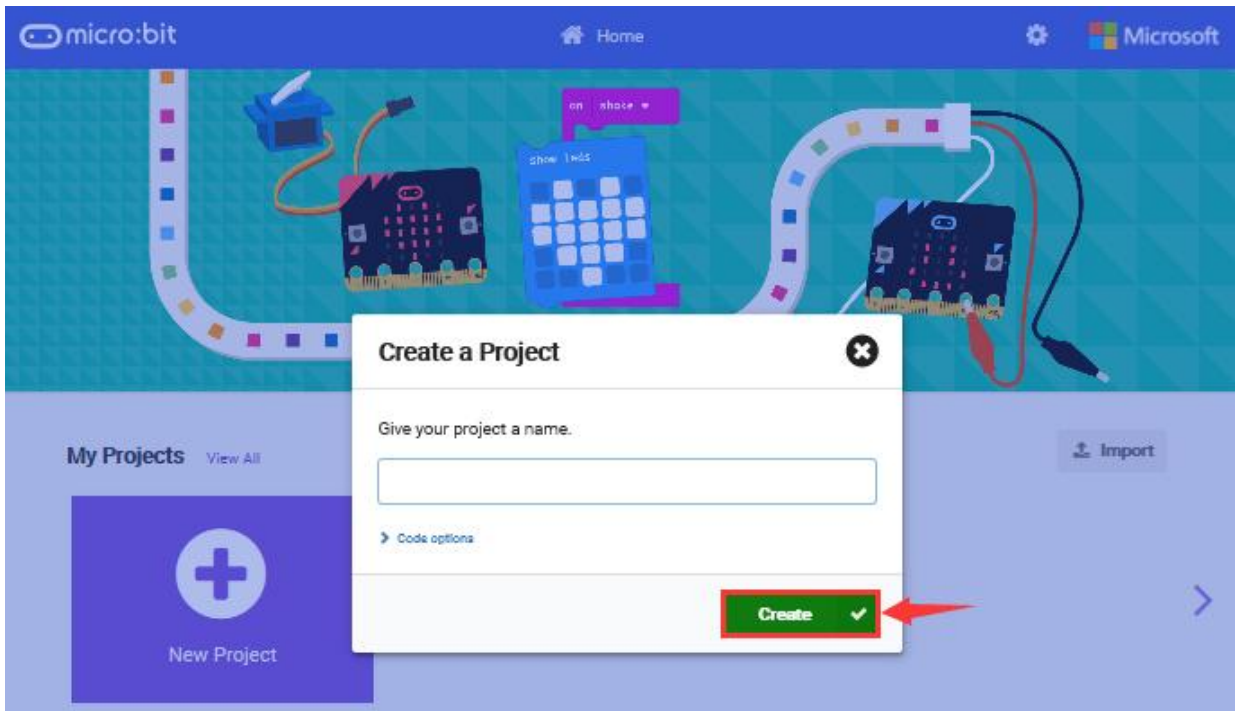 micro:bit
Home
Microsoft
on shake
show leds
Create a Project
Give your project a name.
My Projects View All
Import
Code options
Create
New Project